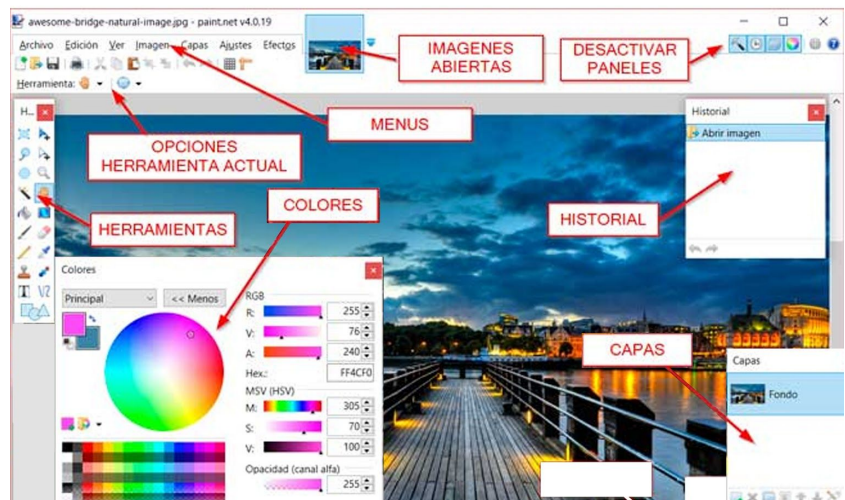 awesome-bridge-natural-image.jpg - paint.net v4.0.19
Archivo Edición Ver Imagen Capas Ajustes Efectos
IMAGENES
ABIERTAS
DESACTIVAR
PANELES
Herramienta:
MENUS
OPCIONES
HERRAMIENTA ACTUAL
H...
Historial
Abrir imagen
HISTORIAL
HERRAMIENTAS
COLORES
Colores
Principal
<< Menos
RGB
R: 255
V: 76
A: 240
Hex.: FF4CF0
MSV (HSV)
M: 305
S: 70
V: 100
Opacidad (canal alfa)
255
CAPAS
Capas
Fondo